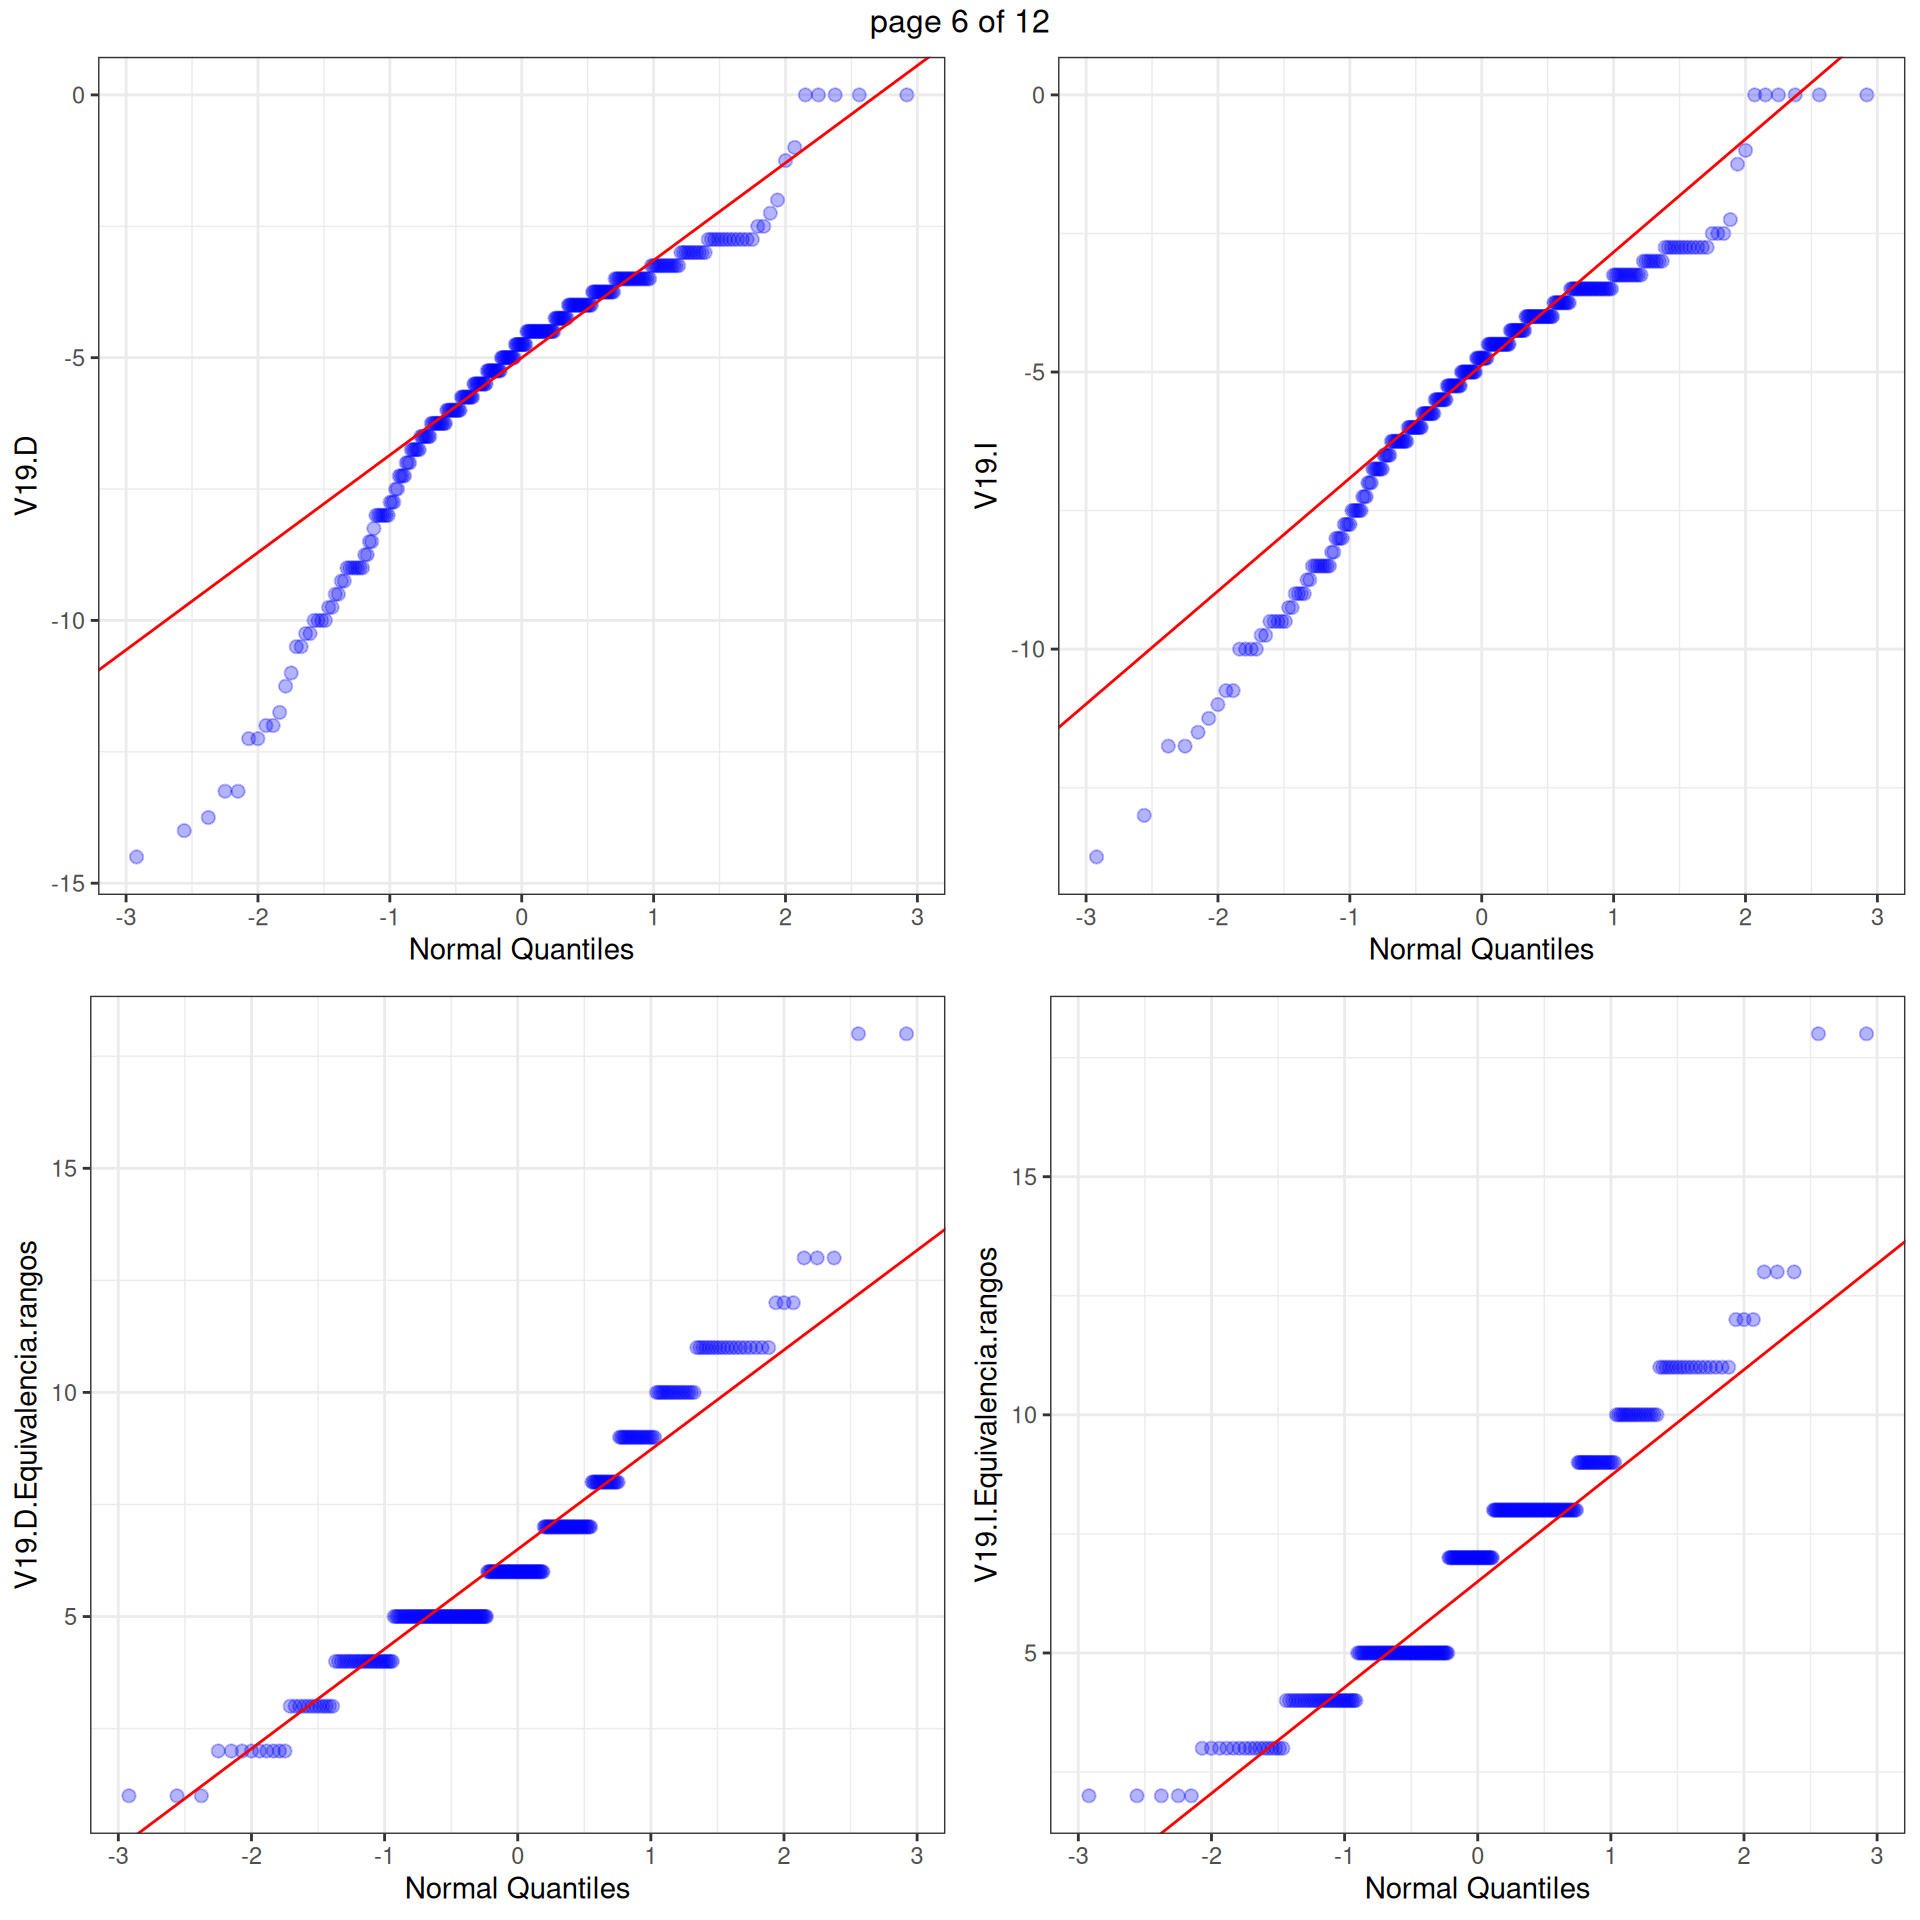 page 6 of 12
V19.D
0
-5
-10
-15
-3 -2 -1 0 1 2 3
Normal Quantiles
V19.I
0
-5
-10
-3 -2 -1 0 1 2 3
Normal Quantiles
V19.D.Equivalencia.rangos
15
10
5
-3 -2 -1 0 1 2 3
Normal Quantiles
V19.I.Equivalencia.rangos
15
10
5
-3 -2 -1 0 1 2 3
Normal Quantiles